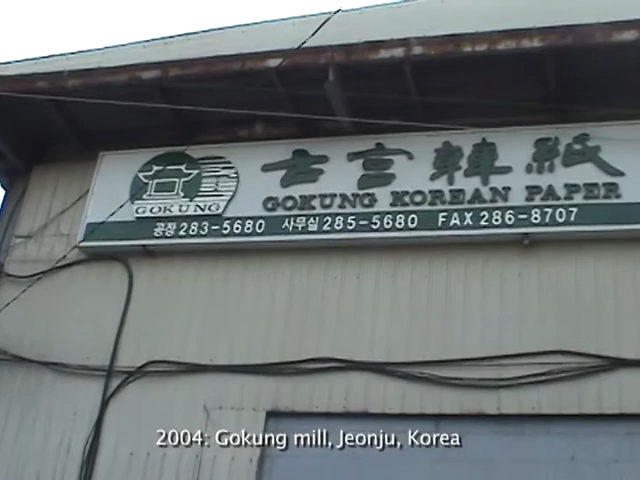 古宮韓紙
GOKUNG
GOKUNG KOREAN PAPER
공장 283-5680 사무실 285-5680 FAX 286-8707
2004: Gokung mill, Jeonju, Korea